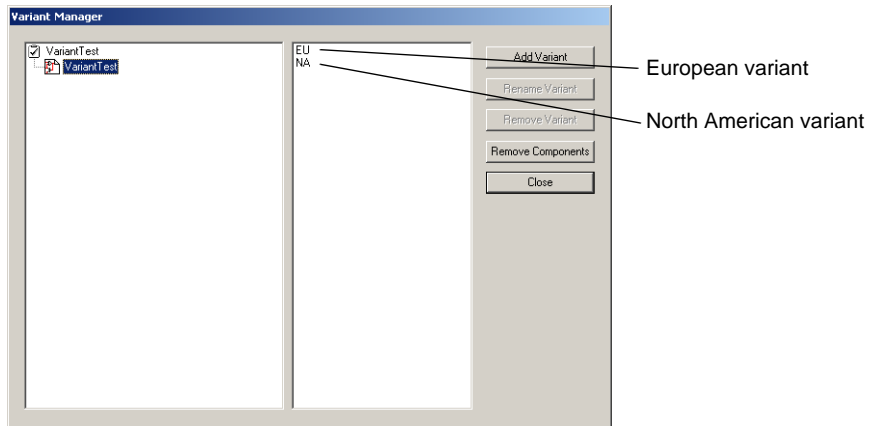 Variant Manager
VariantTest
VariantTest
EU
NA
Add Variant
Rename Variant
Remove Variant
Remove Components
Close
European variant
North American variant